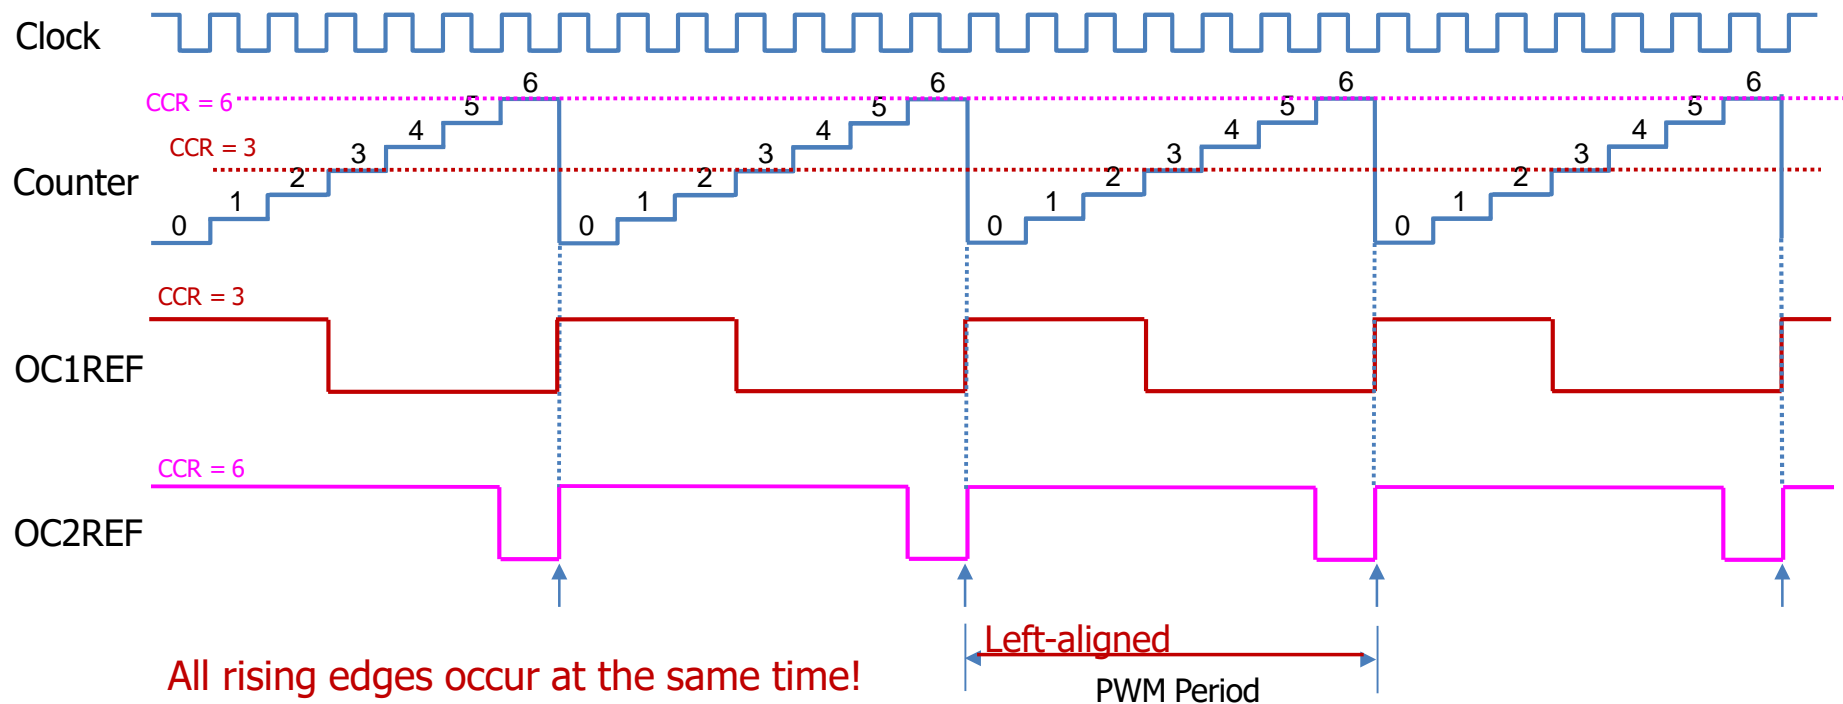 Clock
CCR = 6
6 6 6 6
5 5 5 5
4 4 4 4
CCR = 3
3 3 3 3
Counter
2 2 2 2
1 1 1 1
0 0 0 0
CCR = 3
OC1REF
CCR = 6
OC2REF
Left-aligned
All rising edges occur at the same time!
PWM Period